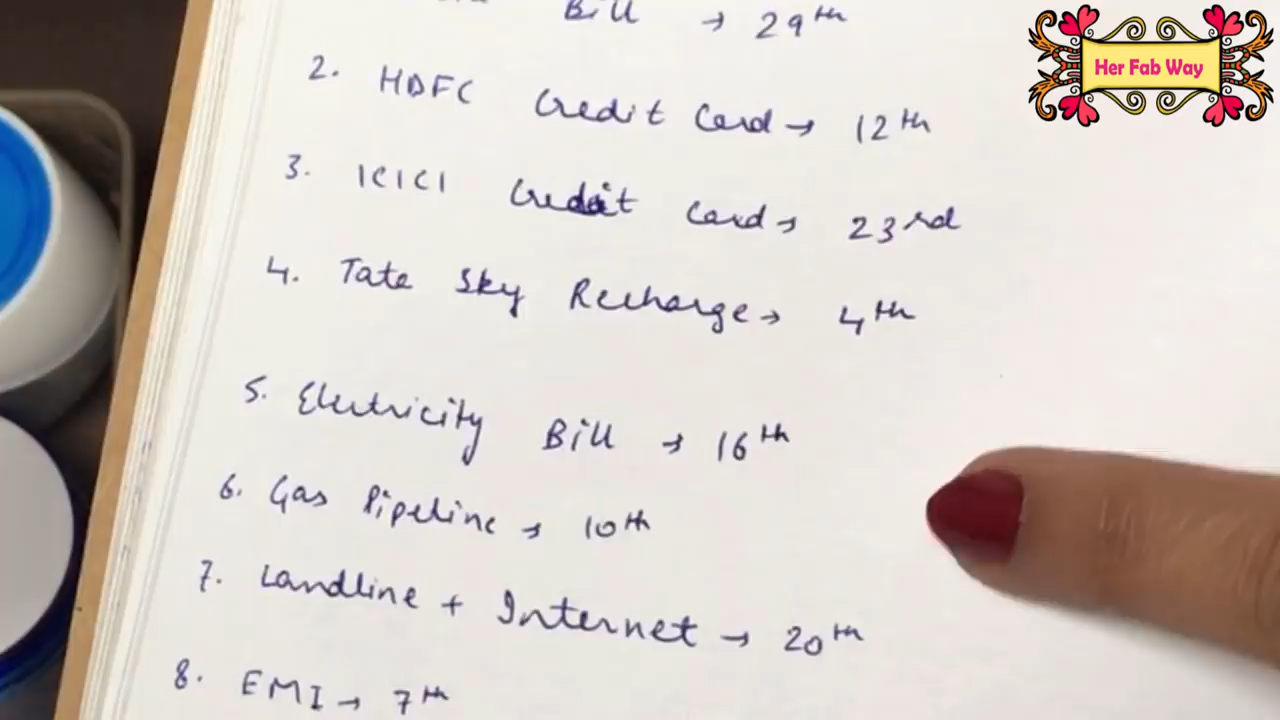 Bill → 29th
Her Fab Way
2. HDFC Credit Card → 12th
3. ICICI Credit Card → 23rd
4. Tata Sky Recharge → 4th
5. Electricity Bill → 16th
6. Gas Pipeline → 10th
7. Landline + Internet → 20th
8. EMI → 7th